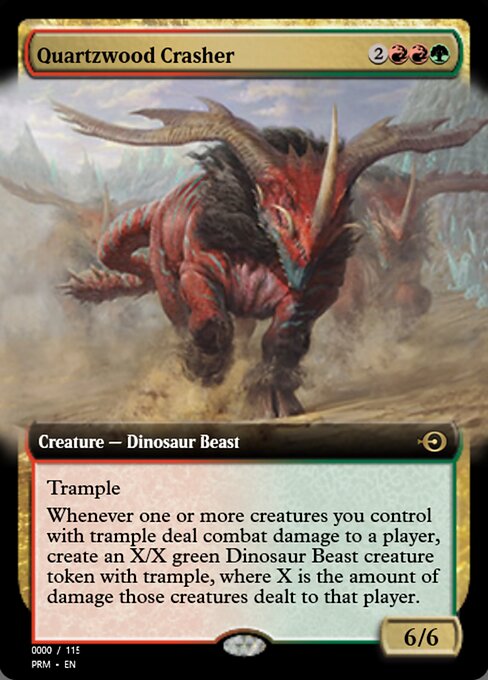 Quartzwood Crasher 2
Creature — Dinosaur Beast
Trample
Whenever one or more creatures you control
with trample deal combat damage to a player,
create an X/X green Dinosaur Beast creature
token with trample, where X is the amount of
damage those creatures dealt to that player.
6/6
0000 / 115
PRM • EN